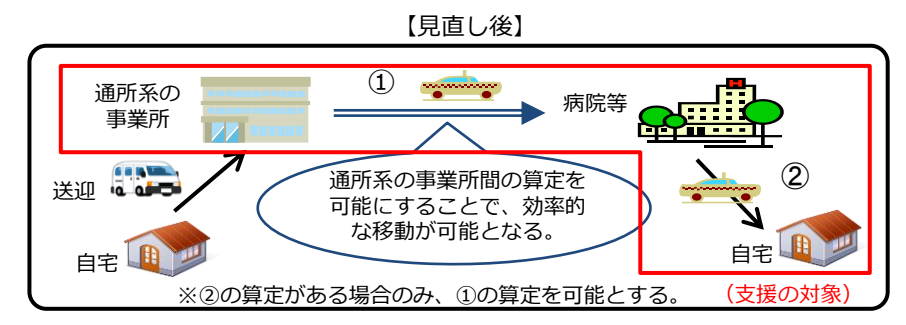 【見直し後】
通所系の
事業所
①
病院等
送迎
通所系の事業所間の算定を
可能にすることで、効率的
な移動が可能となる。
②
自宅
自宅
※②の算定がある場合のみ、①の算定を可能とする。
(支援の対象)
H